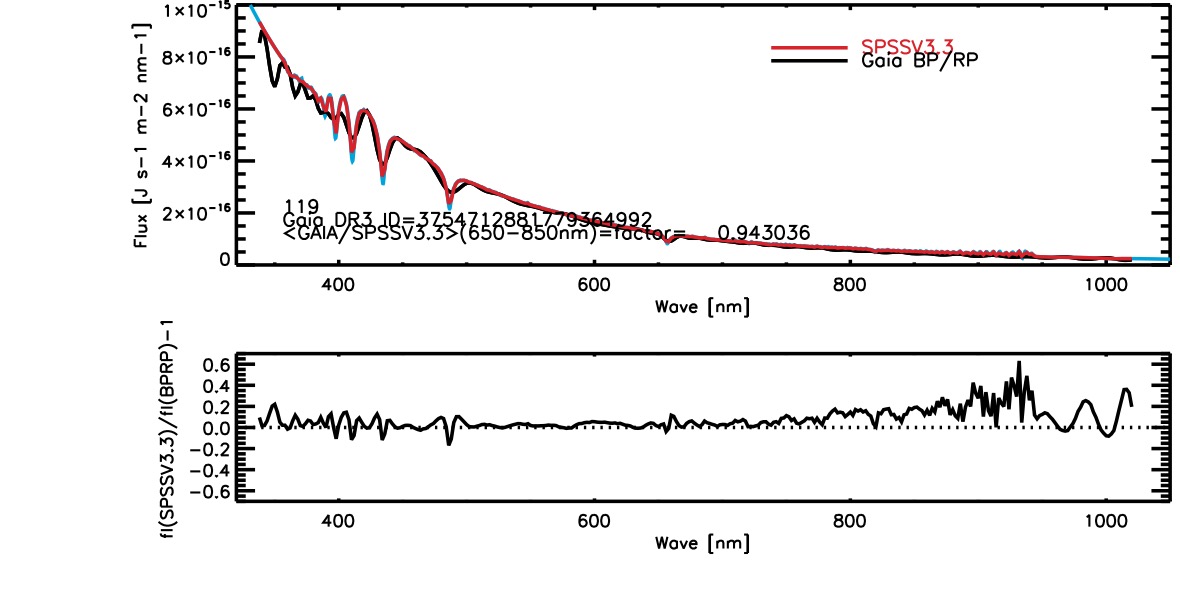 1×10−15
8×10−16
6×10−16
4×10−16
2×10−16
0
Flux [J s−1 m−2 nm−1]
SPSSV3.3
Gaia BP/RP
119
Gaia DR3 ID=3754712881779364992
<GAIA/SPSSV3.3>(650−850nm)=factor= 0.943036
400 600 800 1000
Wave [nm]
fl(SPSSV3.3)/fl(BPRP)−1
0.6
0.4
0.2
0.0
−0.2
−0.4
−0.6
400 600 800 1000
Wave [nm]